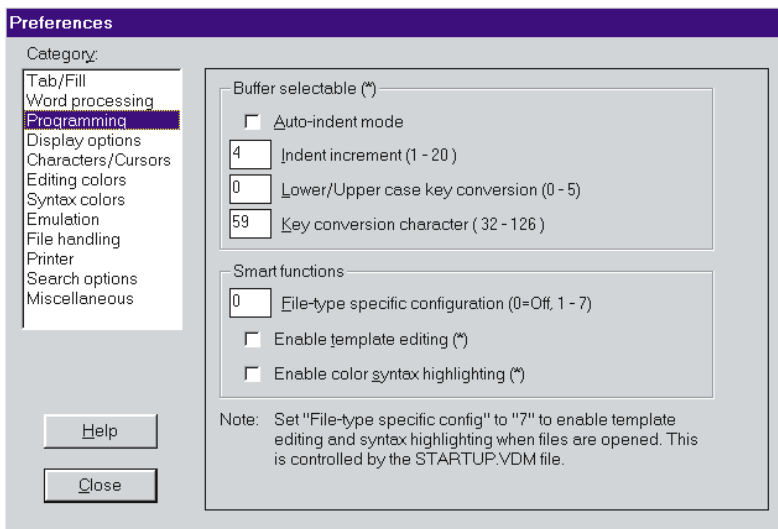 Preferences
Category:
Tab/Fill
Word processing
Programming
Display options
Characters/Cursors
Editing colors
Syntax colors
Emulation
File handling
Printer
Search options
Miscellaneous
Help
Close
Buffer selectable (*)
Auto-indent mode
4 Indent increment (1 - 20 )
0 Lower/Upper case key conversion (0 - 5)
59 Key conversion character ( 32 - 126 )
Smart functions
0 File-type specific configuration (0=Off, 1 - 7)
Enable template editing (*)
Enable color syntax highlighting (*)
Note: Set "File-type specific config" to "7" to enable template
editing and syntax highlighting when files are opened. This
is controlled by the STARTUP.VDM file.